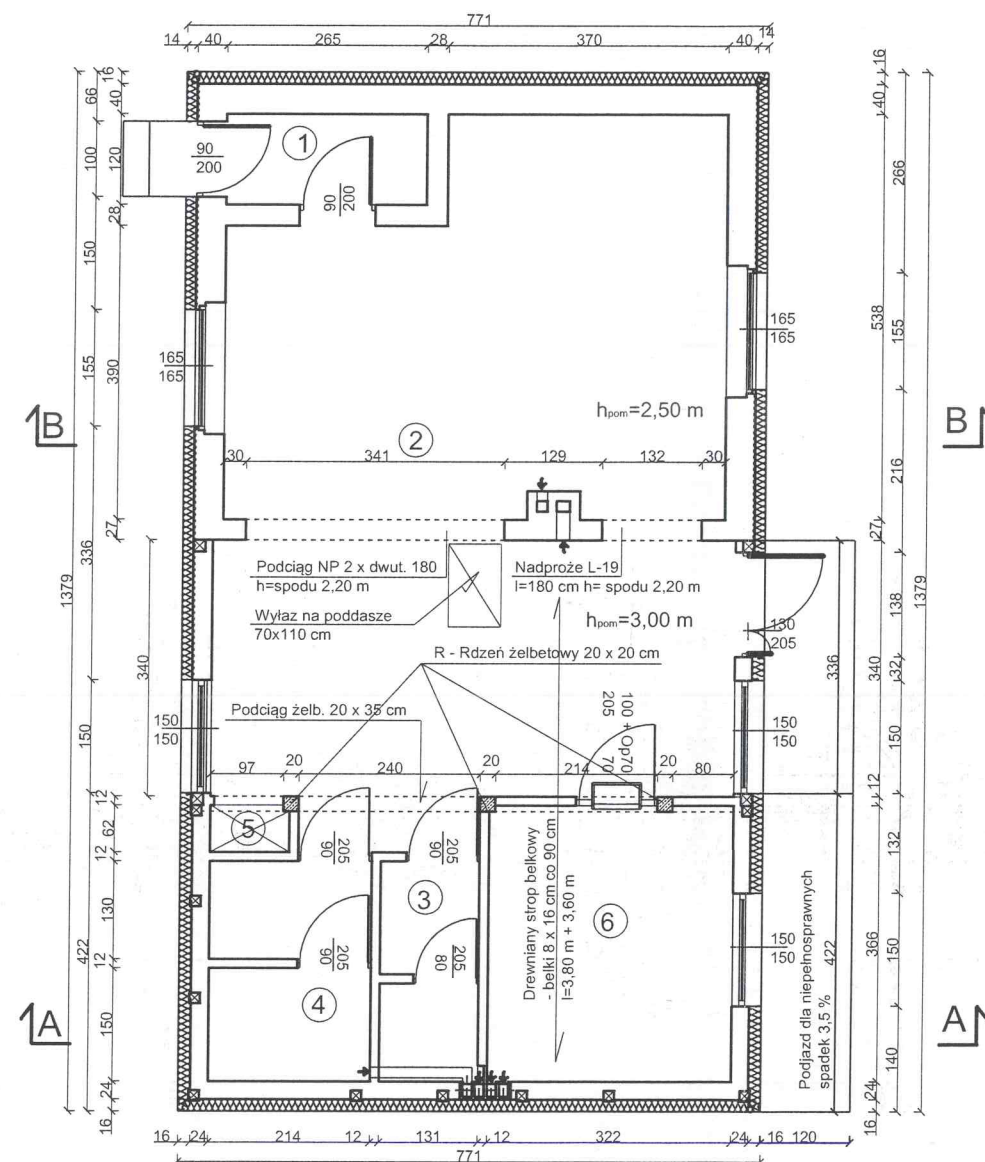 771
14 40 265 28 370 40 14
16 66 100 150 155 336 150
40 120 28 390 27
1379
340
12 62 12 130 12 150 24 16
422
16 40
266 155 216 138 132 150 12 132 150 140
538 27 340 366 24 16
1379
336
422
90
200
1
90
200
165
165
165
165
B
B
h pom=2,50 m
2
30 341 129 132 30
Podciąg NP 2 x dwut. 180
h=spodu 2,20 m
Nadproże L-19
l=180 cm h= spodu 2,20 m
Wyłaz na poddasze
70x110 cm
h pom=3,00 m
130
205
R - Rdzeń żelbetowy 20 x 20 cm
Podciąg żelb. 20 x 35 cm
150
150
150
150
100 + Op70
205
70
97 20 240 20 214 20 80
5
205
90
205
90
3
6
205
90
205
80
4
150
150
Drewniany strop belkowy
- belki 8 x 16 cm co 90 cm
l=3,80 m + 3,60 m
Podjazd dla niepełnosprawnych
spadek 3,5 %
A
A
16 24 214 12 131 12 322 24 16 120
771